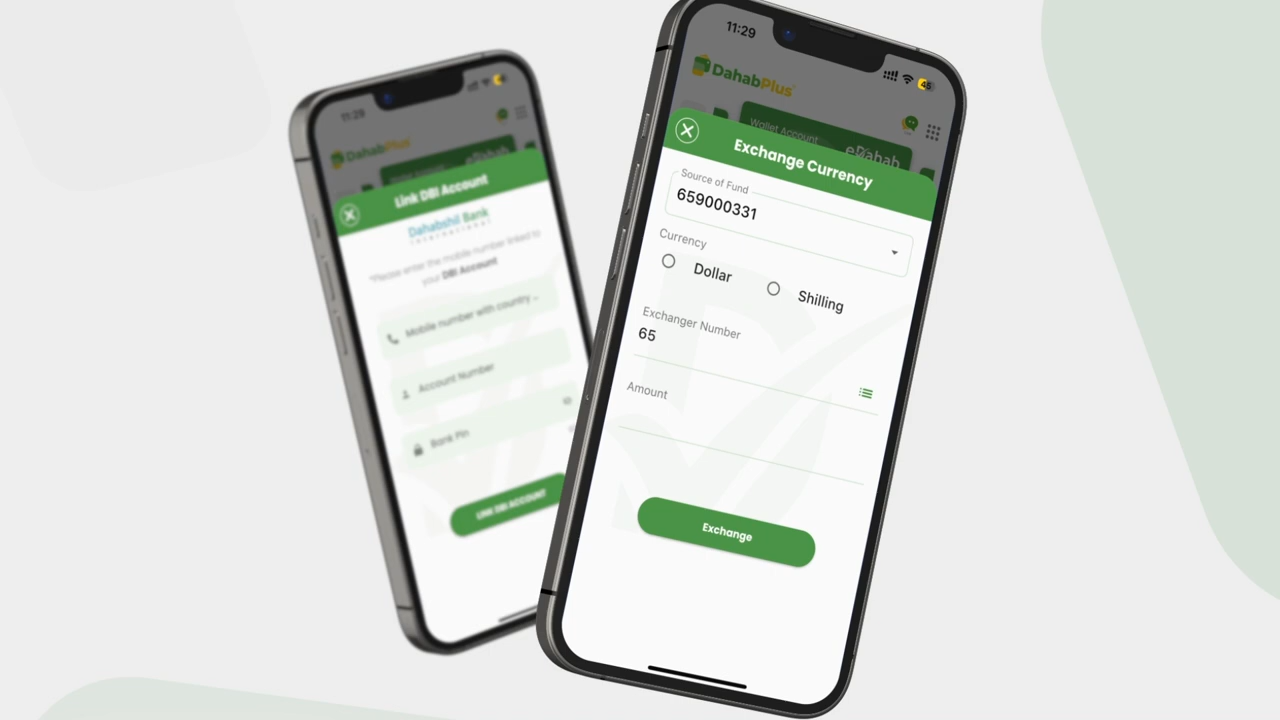 11:29
DahabPlus
Link DBI Account
Dahabshil Bank
International
*Please enter the mobile number linked to
your DBI Account
Mobile number with country ..
Account Number
Bank Pin
LINK DBI ACCOUNT
11:29
45
DahabPlus
Wallet Account
eDahab
Exchange Currency
Source of Fund
659000331
Currency
Dollar
Shilling
Exchanger Number
65
Amount
Exchange